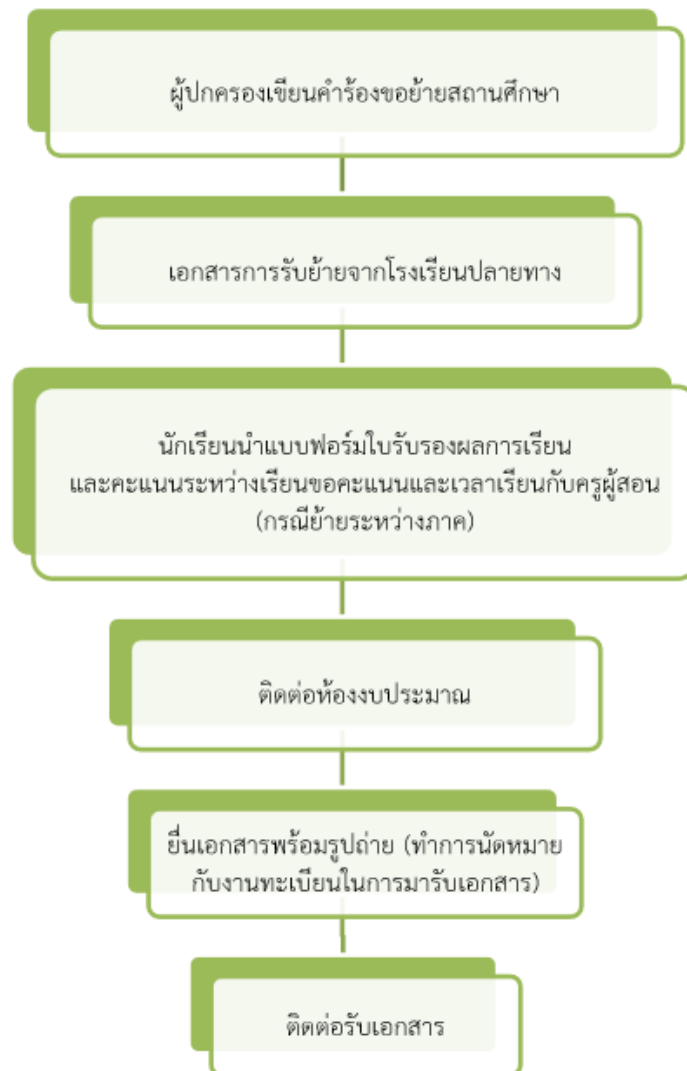 ผู้ปกครองเขียนคำร้องขอย้ายสถานศึกษา
เอกสารการรับย้ายจากโรงเรียนปลายทาง
นักเรียนนำแบบฟอร์มใบรับรองผลการเรียน
และคะแนนระหว่างเรียนขอคะแนนและเวลาเรียนกับครูผู้สอน
(กรณีย้ายระหว่างภาค)
ติดต่อห้องงบประมาณ
ยื่นเอกสารพร้อมรูปถ่าย (ทำการนัดหมาย
กับงานทะเบียนในการมารับเอกสาร)
ติดต่อรับเอกสาร